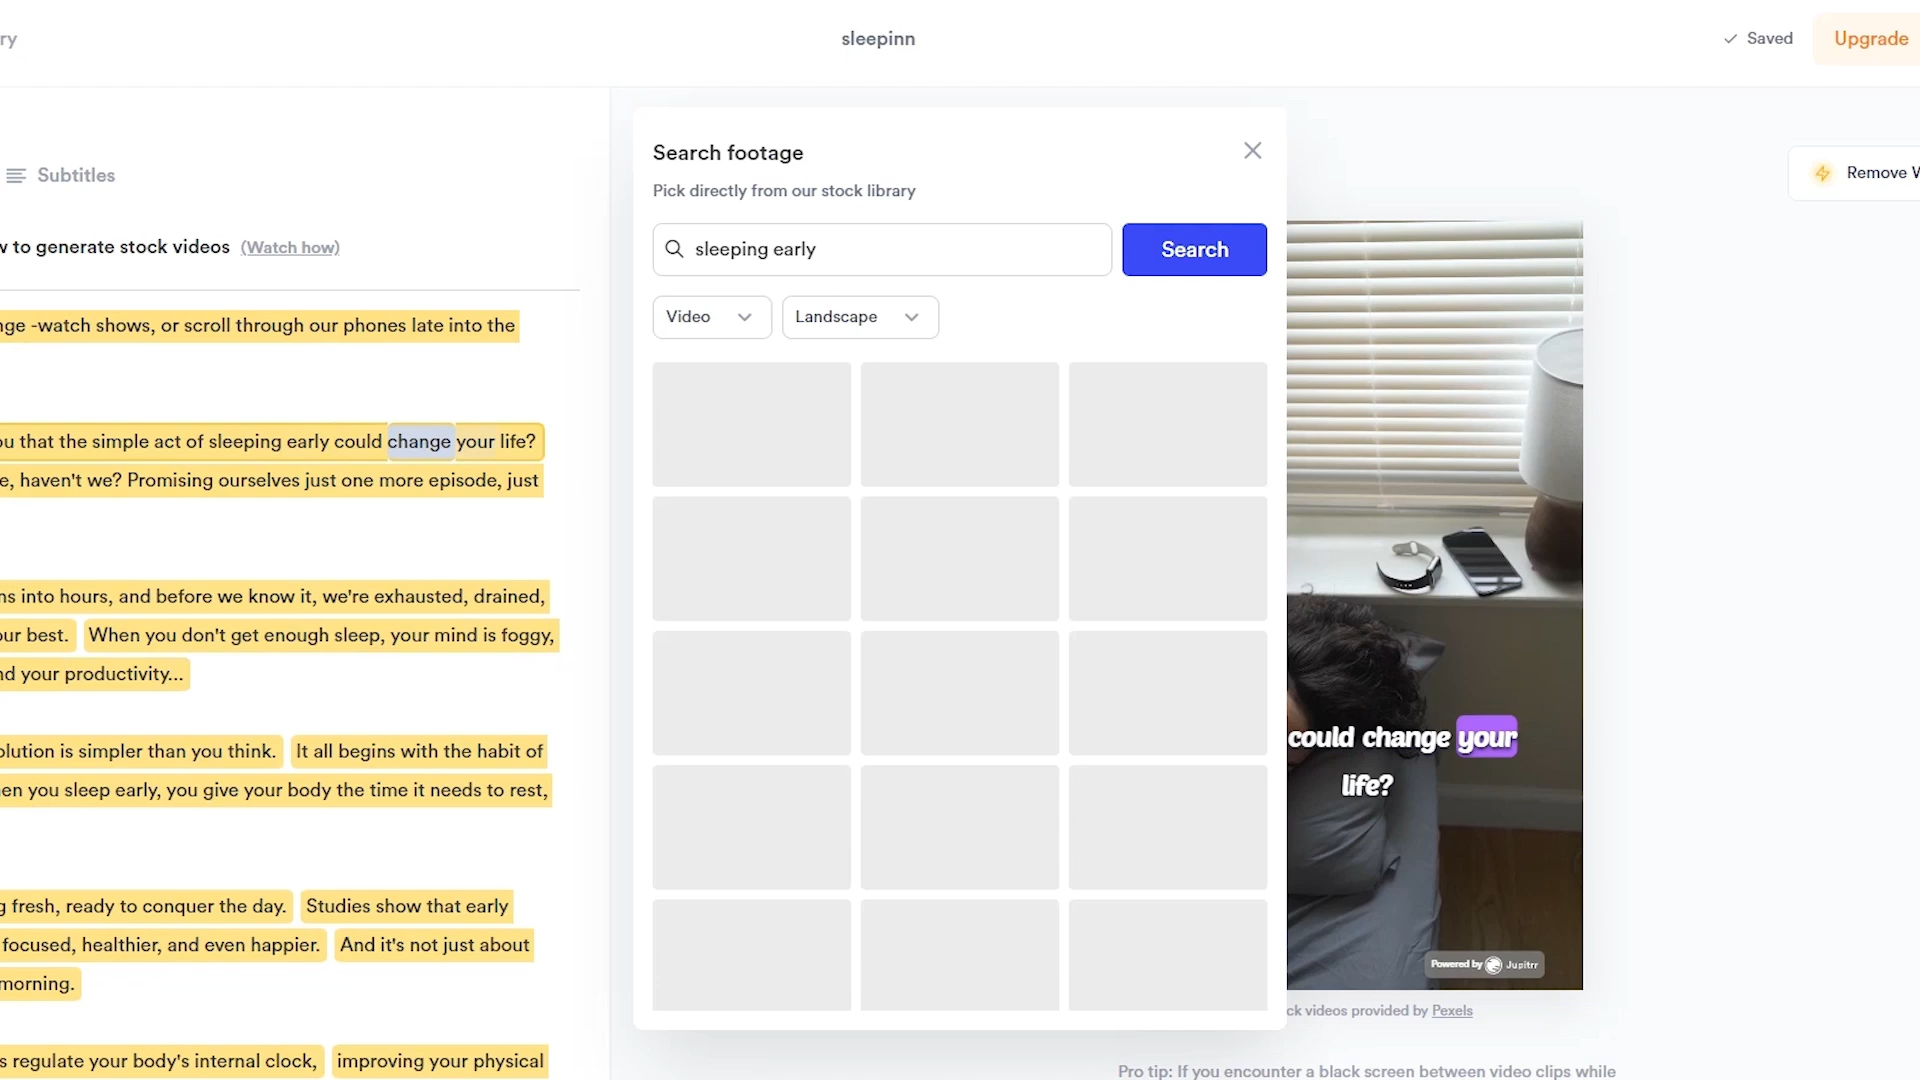 ry
sleepinn
Saved
Upgrade
Subtitles
w to generate stock videos (Watch how)
nge -watch shows, or scroll through our phones late into the
ou that the simple act of sleeping early could change your life?
e, haven't we? Promising ourselves just one more episode, just
ns into hours, and before we know it, we're exhausted, drained,
our best. When you don't get enough sleep, your mind is foggy,
nd your productivity...
olution is simpler than you think. It all begins with the habit of
en you sleep early, you give your body the time it needs to rest,
g fresh, ready to conquer the day. Studies show that early
focused, healthier, and even happier. And it's not just about
morning.
s regulate your body's internal clock, improving your physical
Search footage
Pick directly from our stock library
sleeping early
Search
Video
Landscape
Remove W
could change your
life?
Powered by Jupitrr
ck videos provided by Pexels
Pro tip: If you encounter a black screen between video clips while